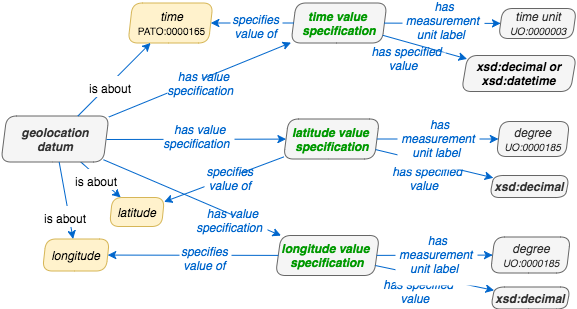 time
PATO:0000165
specifies
value of
time value
specification
has
measurement
unit label
time unit
UO:0000003
has specified
value
xsd:decimal or
xsd:datetime
is about
has value
specification
geolocation
datum
has value
specification
latitude value
specification
has
measurement
unit label
degree
UO:0000185
is about
specifies
value of
has specified
value
xsd:decimal
latitude
has value
specification
is about
longitude
specifies
value of
longitude value
specification
has
measurement
unit label
degree
UO:0000185
has specified
value
xsd:decimal